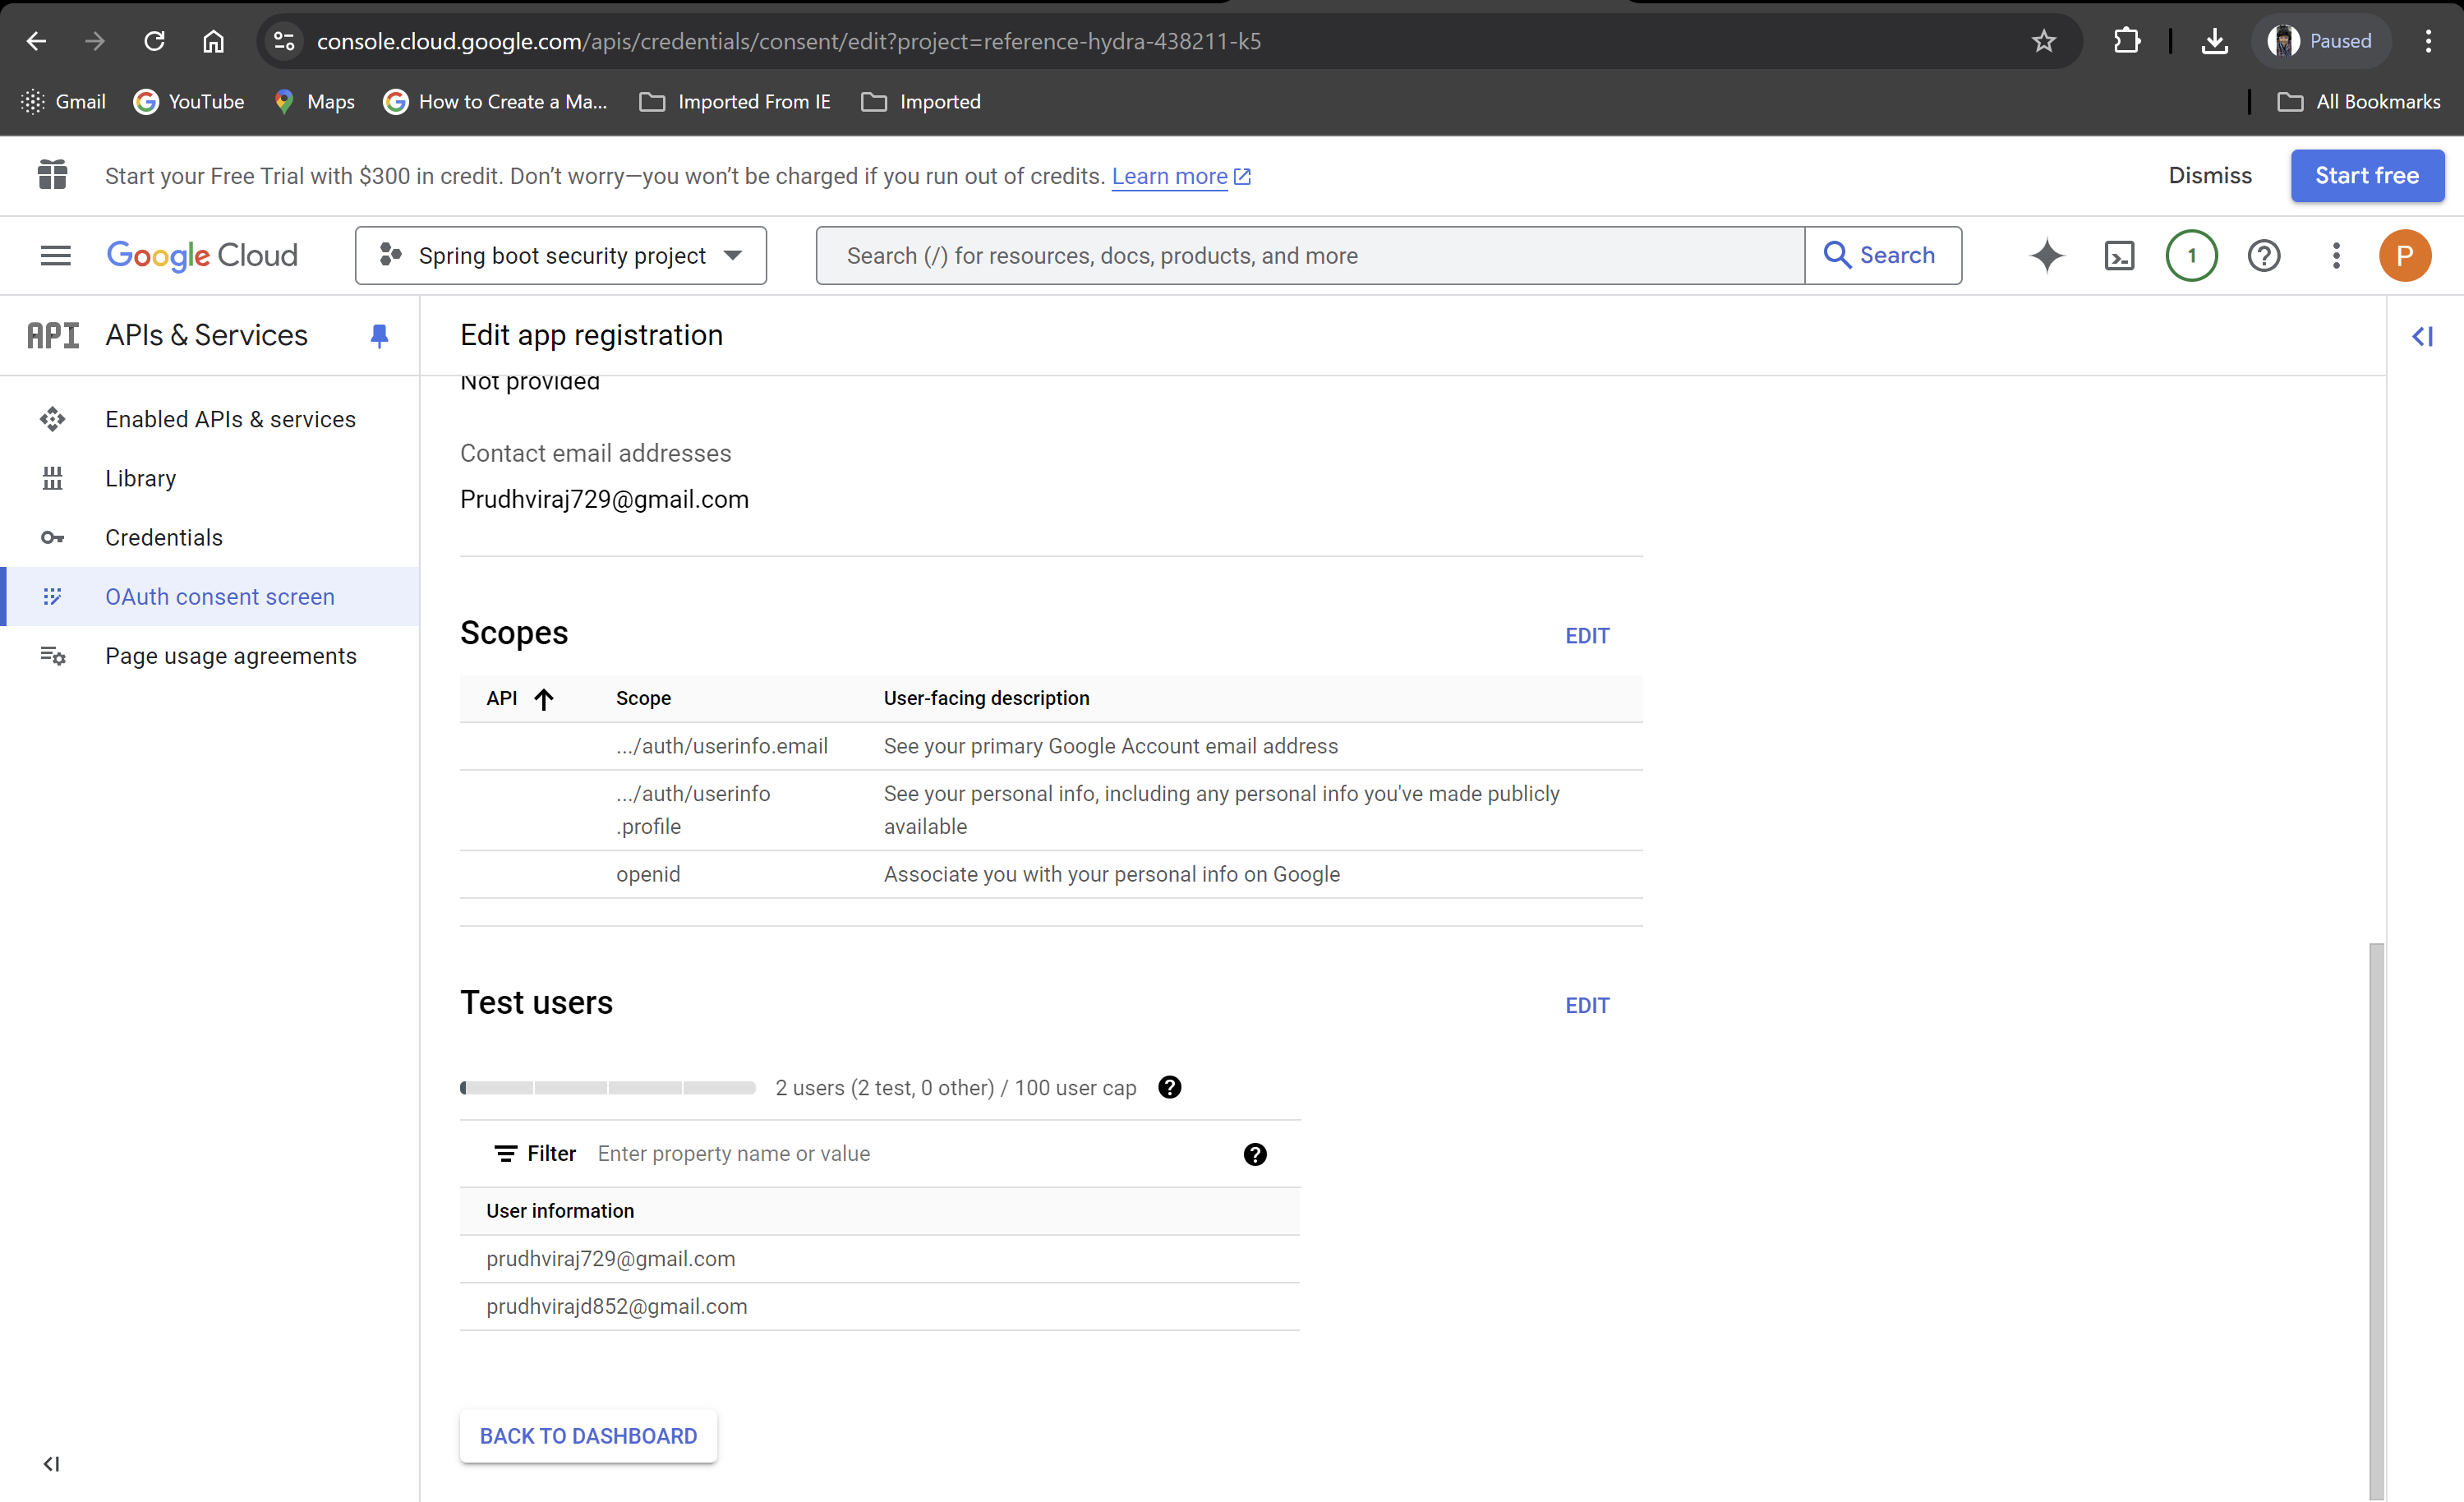 console.cloud.google.com/apis/credentials/consent/edit?project=reference-hydra-438211-k5
Paused
Gmail
YouTube
Maps
How to Create a Ma...
Imported From IE
Imported
All Bookmarks
Start your Free Trial with $300 in credit. Don’t worry—you won’t be charged if you run out of credits. Learn more
Dismiss
Start free
Google Cloud
Spring boot security project
Search (/) for resources, docs, products, and more
Search
1
P
API
APIs & Services
Edit app registration
Enabled APIs & services
Library
Credentials
OAuth consent screen
Page usage agreements
Not provided
Contact email addresses
Prudhviraj729@gmail.com
Scopes
EDIT
API Scope User-facing description
.../auth/userinfo.email See your primary Google Account email address
.../auth/userinfo See your personal info, including any personal info you've made publicly
.profile available
openid Associate you with your personal info on Google
Test users
EDIT
2 users (2 test, 0 other) / 100 user cap
Filter Enter property name or value
User information
prudhviraj729@gmail.com
prudhvirajd852@gmail.com
BACK TO DASHBOARD